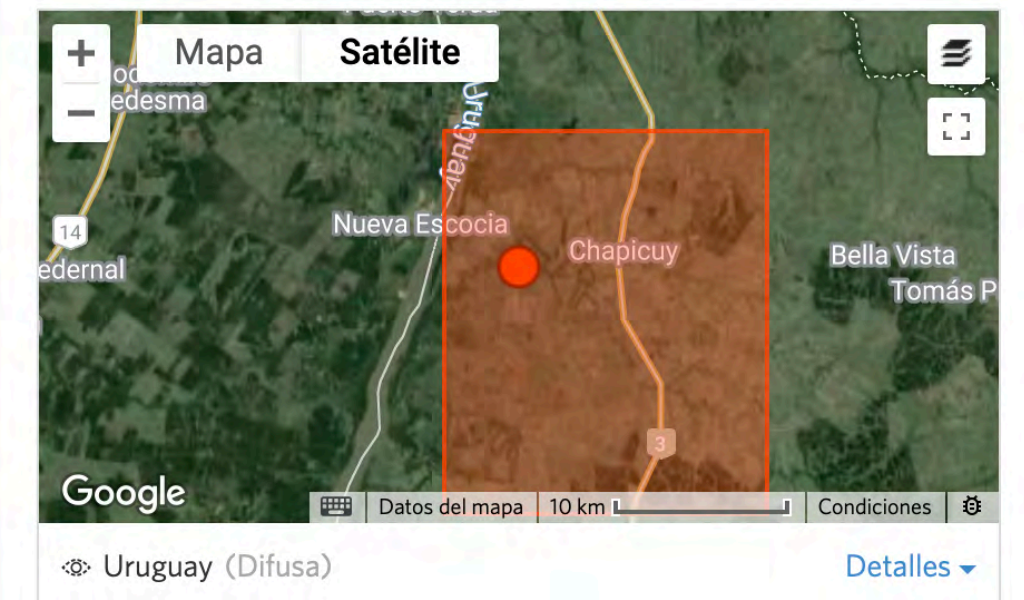 Mapa
Satélite
edesma
Uruguay
14
Nueva Escocia
Chapicuy
edernal
Bella Vista
Tomás P
3
Google
Datos del mapa
10 km
Condiciones
Uruguay (Difusa)
Detalles